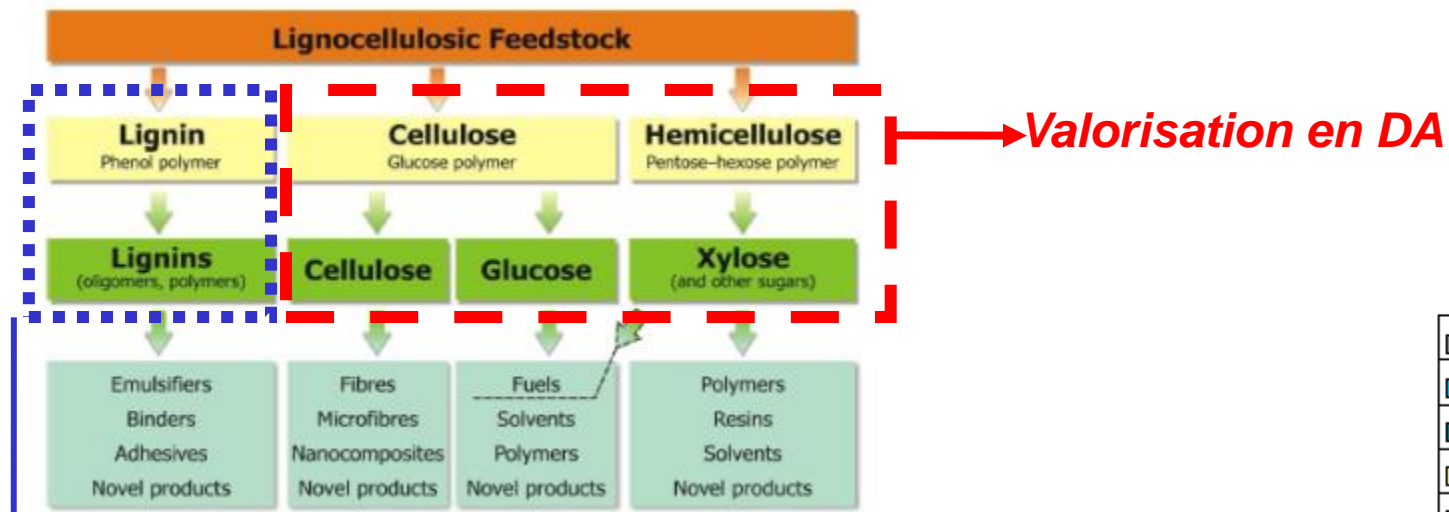 Lignocellulosic Feedstock
Lignin
Phenol polymer
Cellulose
Glucose polymer
Hemicellulose
Pentose–hexose polymer
Valorisation en DA
Lignins
(oligomers, polymers)
Cellulose
Glucose
Xylose
(and other sugars)
Emulsifiers
Binders
Adhesives
Novel products
Fibres
Microfibres
Nanocomposites
Novel products
Fuels
Solvents
Polymers
Novel products
Polymers
Resins
Solvents
Novel products